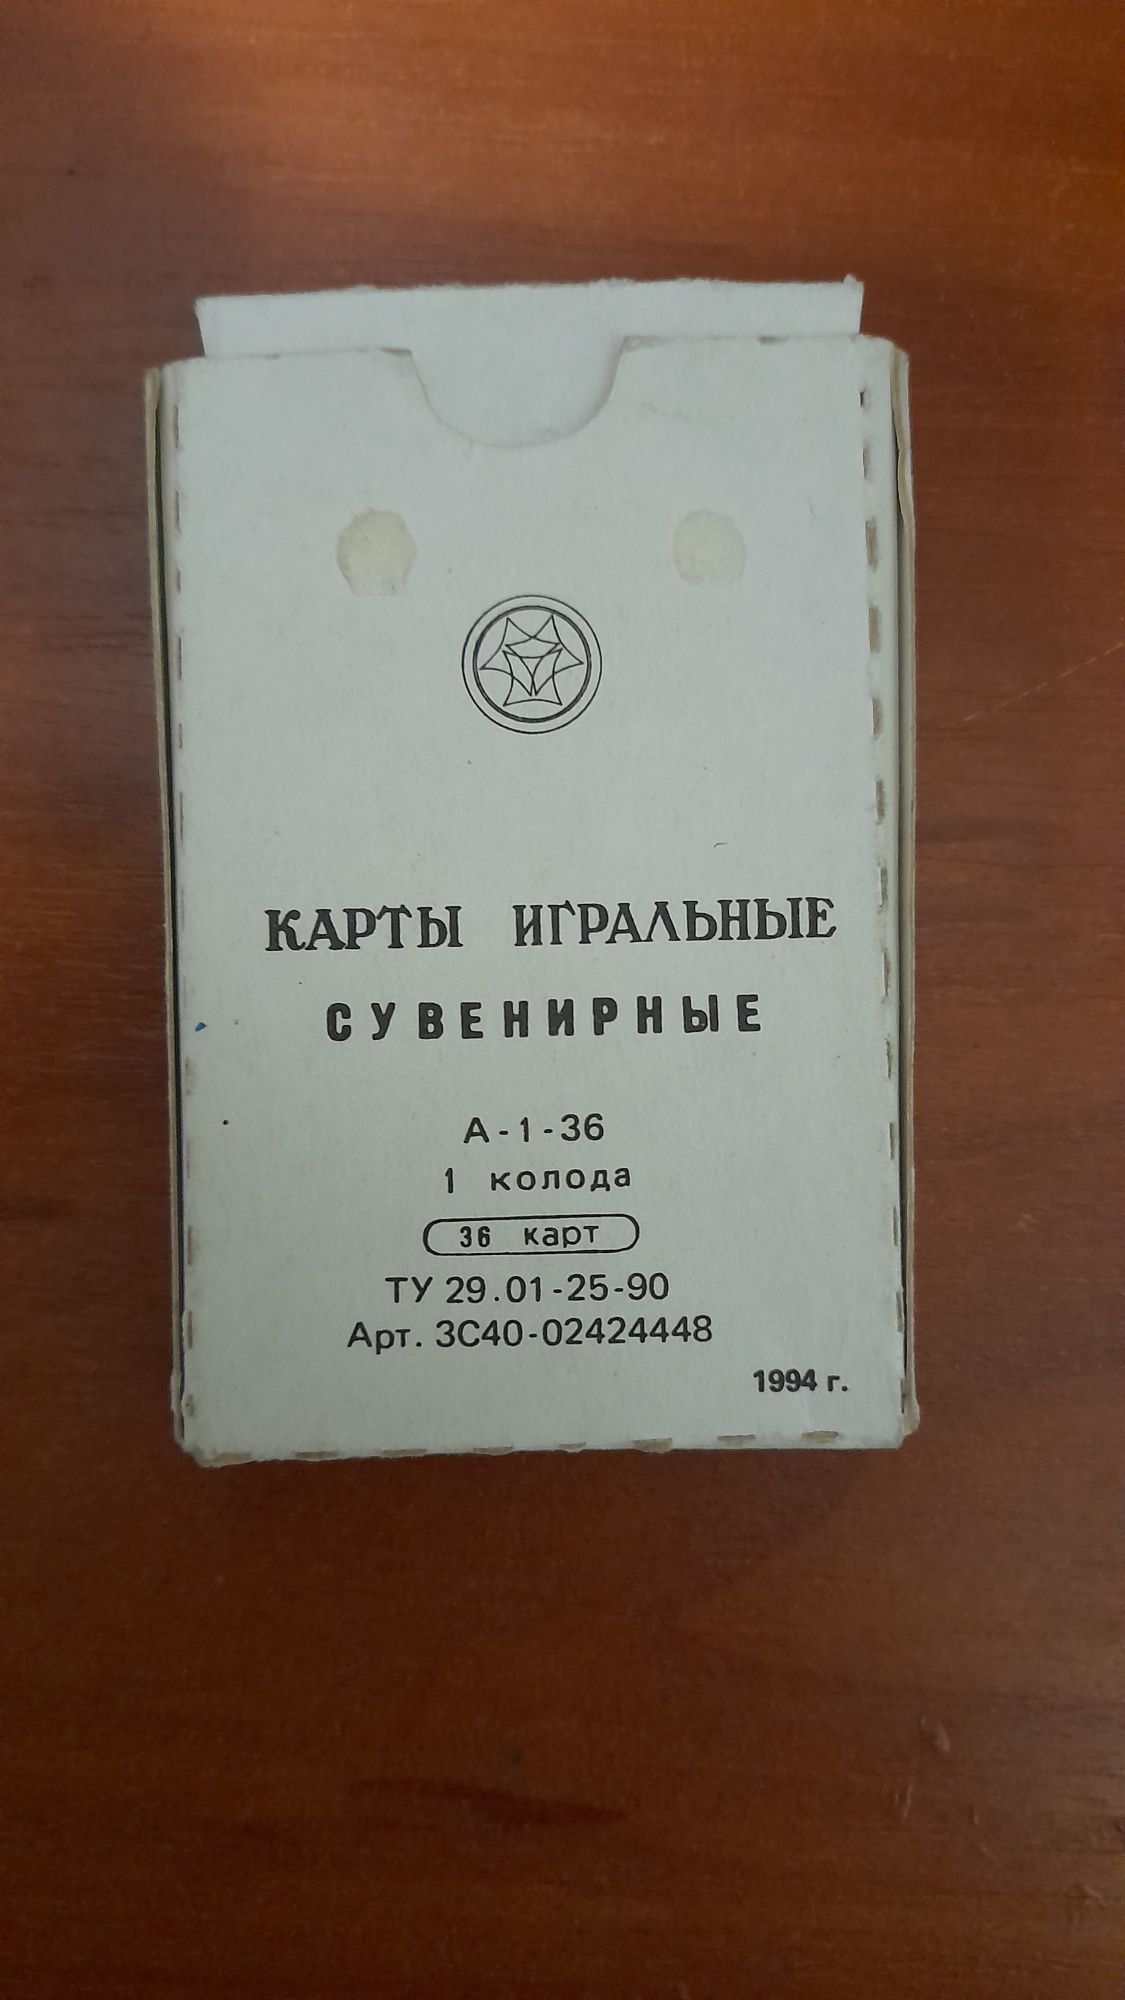 КАРТЫ ИГРАЛЬНЫЕ
СУВЕНИРНЫЕ
А-1-36
1 колода
36 карт
ТУ 29.01-25-90
Арт. 3С40-02424448
1994 г.